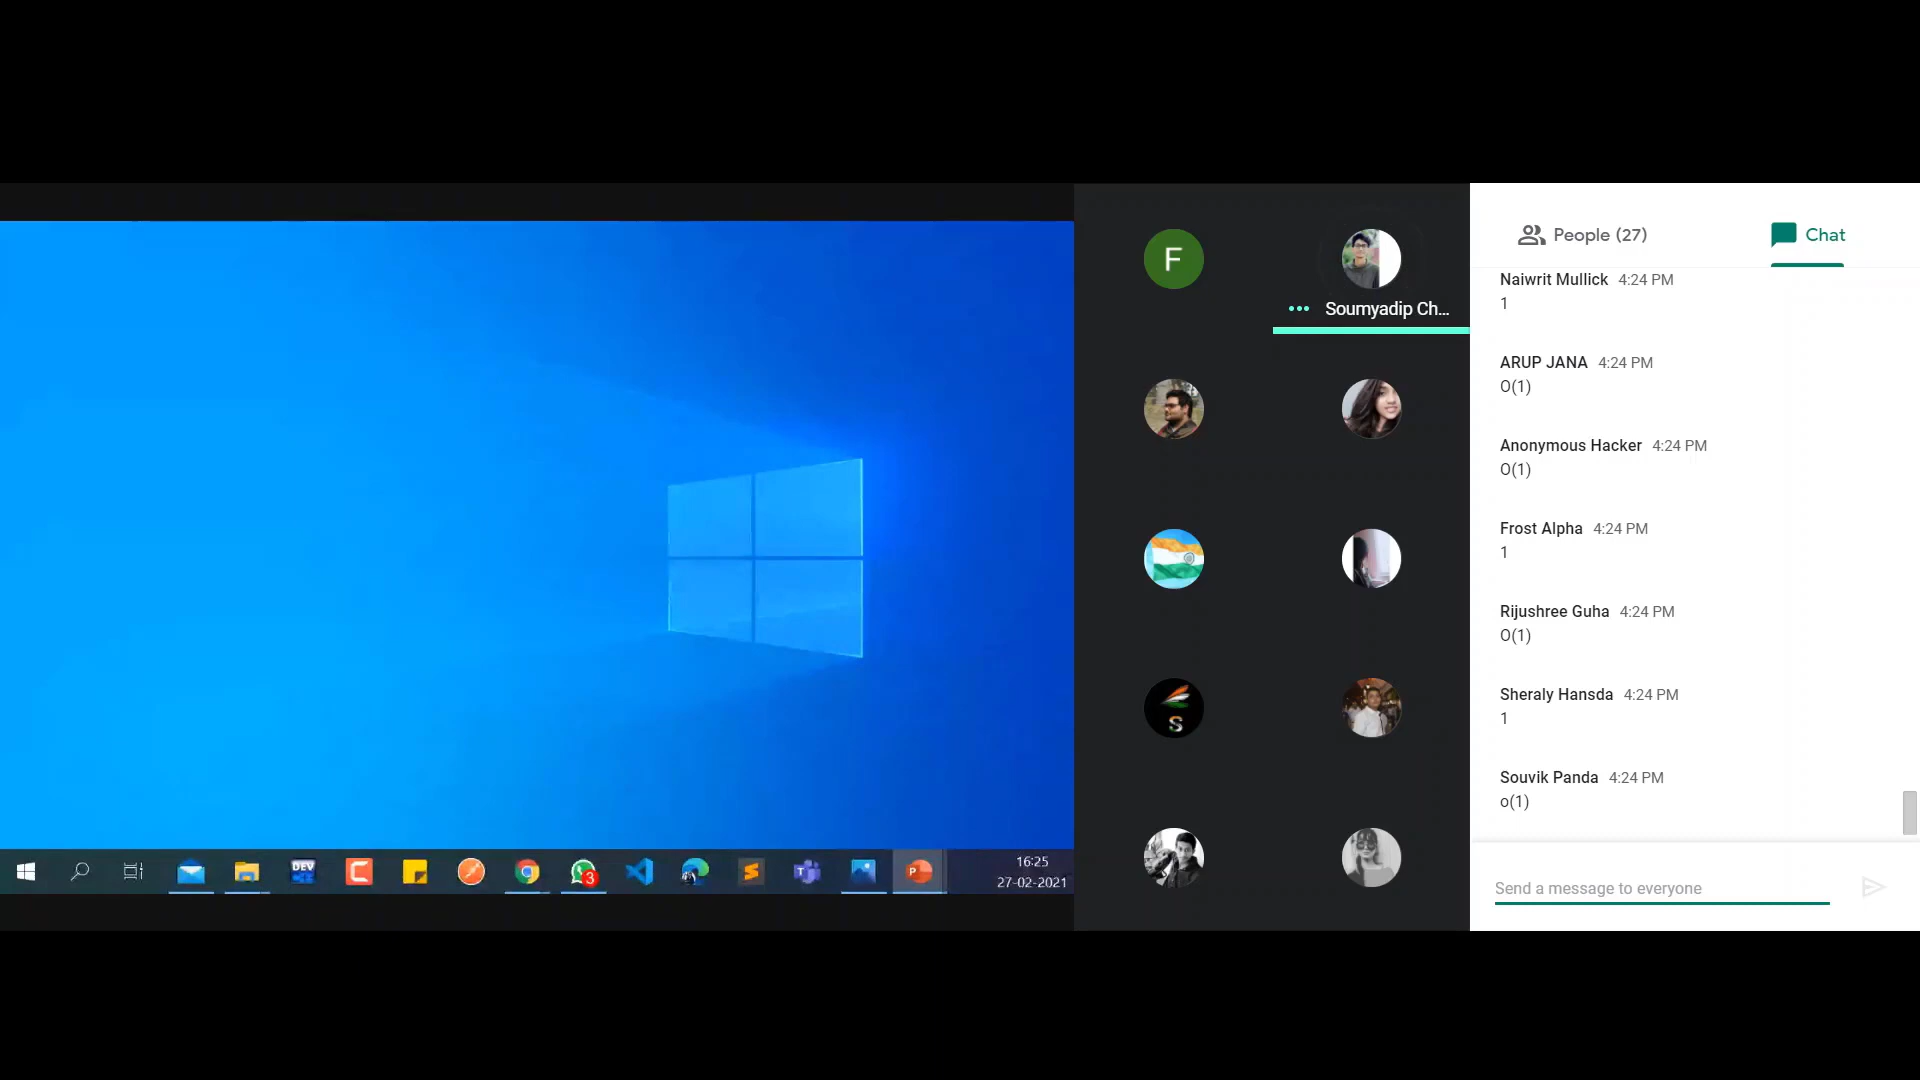 F
Soumyadip Ch...
S
DEV
3
16:25
27-02-2021
People (27)
Chat
Naiwrit Mullick 4:24 PM
1
ARUP JANA 4:24 PM
O(1)
Anonymous Hacker 4:24 PM
O(1)
Frost Alpha 4:24 PM
1
Rijushree Guha 4:24 PM
O(1)
Sheraly Hansda 4:24 PM
1
Souvik Panda 4:24 PM
o(1)
Send a message to everyone